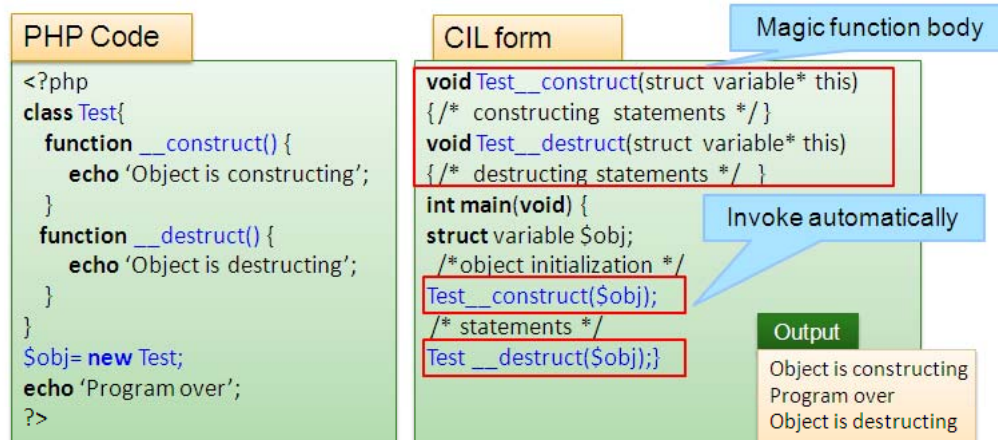 PHP Code
<?php
class Test{
function __construct() {
echo ‘Object is constructing’;
}
function __destruct() {
echo ‘Object is destructing’;
}
}
$obj= new Test;
echo ‘Program over’;
?>
CIL form
Magic function body
void Test__construct(struct variable* this)
{/* constructing statements */}
void Test__destruct(struct variable* this)
{/* destructing statements */ }
int main(void) {
Invoke automatically
struct variable $obj;
/*object initialization */
Test__construct($obj);
/* statements */
Test __destruct($obj);}
Output
Object is constructing
Program over
Object is destructing